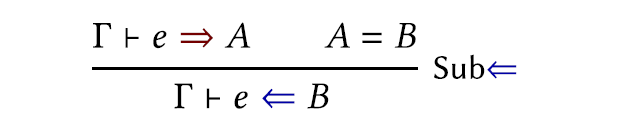 Γ ⊢ e ⇒ A A = B
Sub⇐
Γ ⊢ e ⇐ B